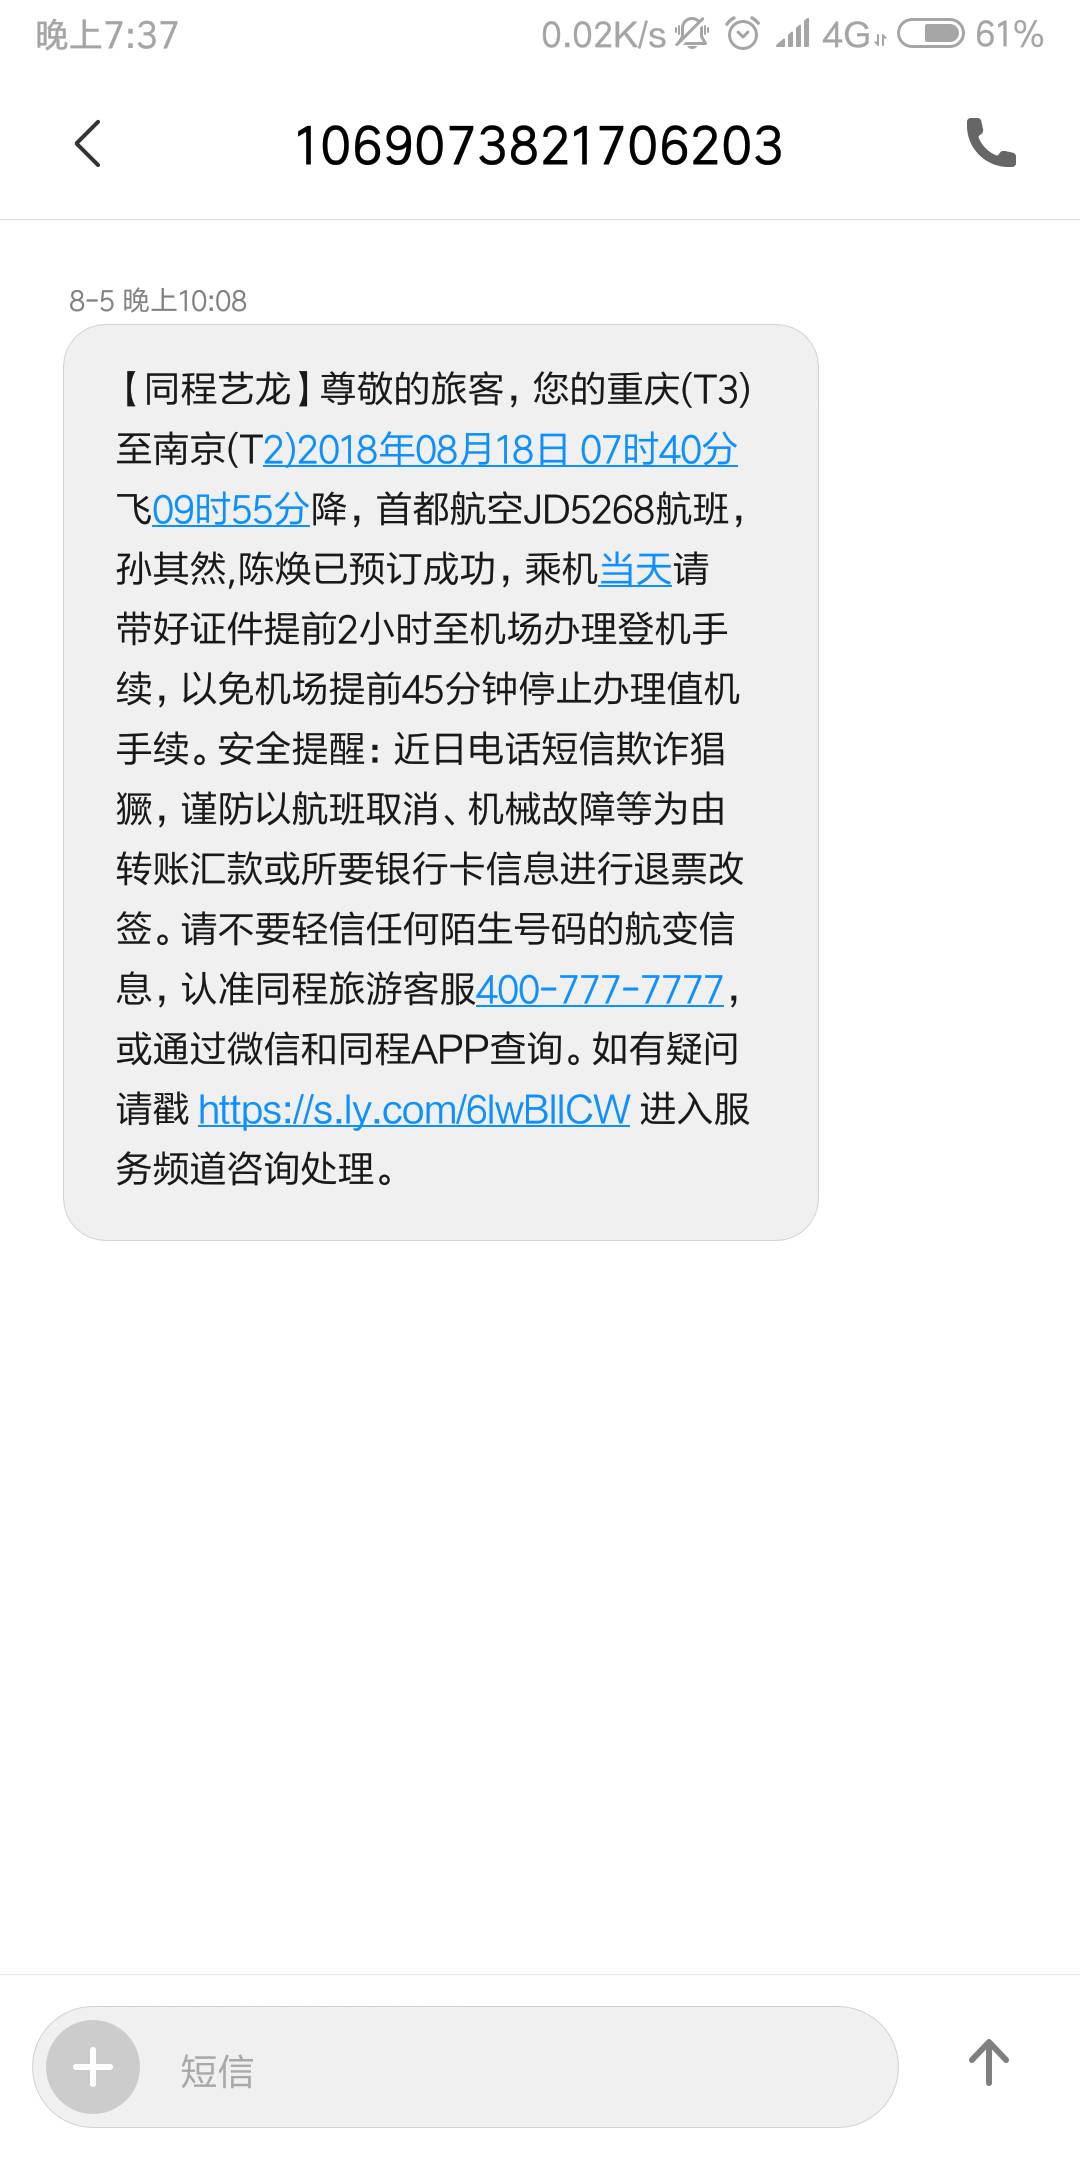 晚上7:37
0.02K/s 4G 61%
1069073821706203
8-5 晚上10:08
【同程艺龙】尊敬的旅客，您的重庆(T3)
至南京(T2)2018年08月18日 07时40分
飞09时55分降，首都航空JD5268航班，
孙其然,陈焕已预订成功，乘机当天请
带好证件提前2小时至机场办理登机手
续，以免机场提前45分钟停止办理值机
手续。安全提醒：近日电话短信欺诈猖
獗，谨防以航班取消、机械故障等为由
转账汇款或所要银行卡信息进行退票改
签。请不要轻信任何陌生号码的航变信
息，认准同程旅游客服400-777-7777，
或通过微信和同程APP查询。如有疑问
请戳 https://s.ly.com/6lwBllCW 进入服
务频道咨询处理。
短信